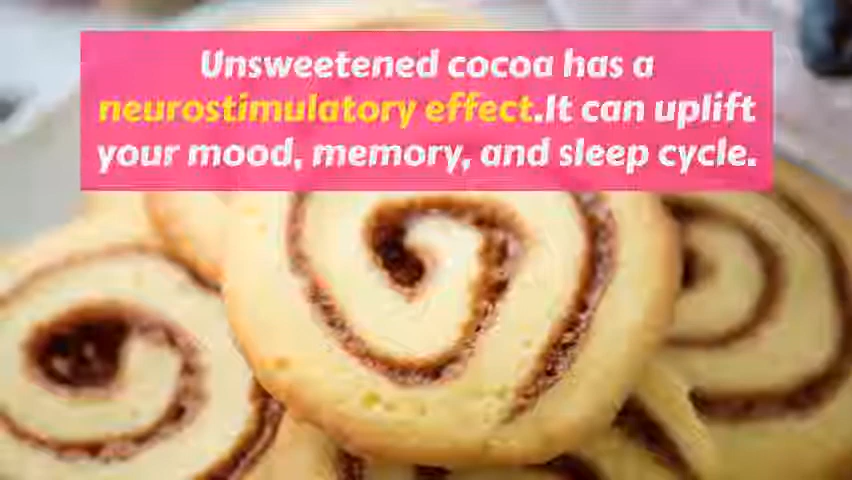 Unsweetened cocoa has a
neurostimulatory effect.It can uplift
your mood, memory, and sleep cycle.